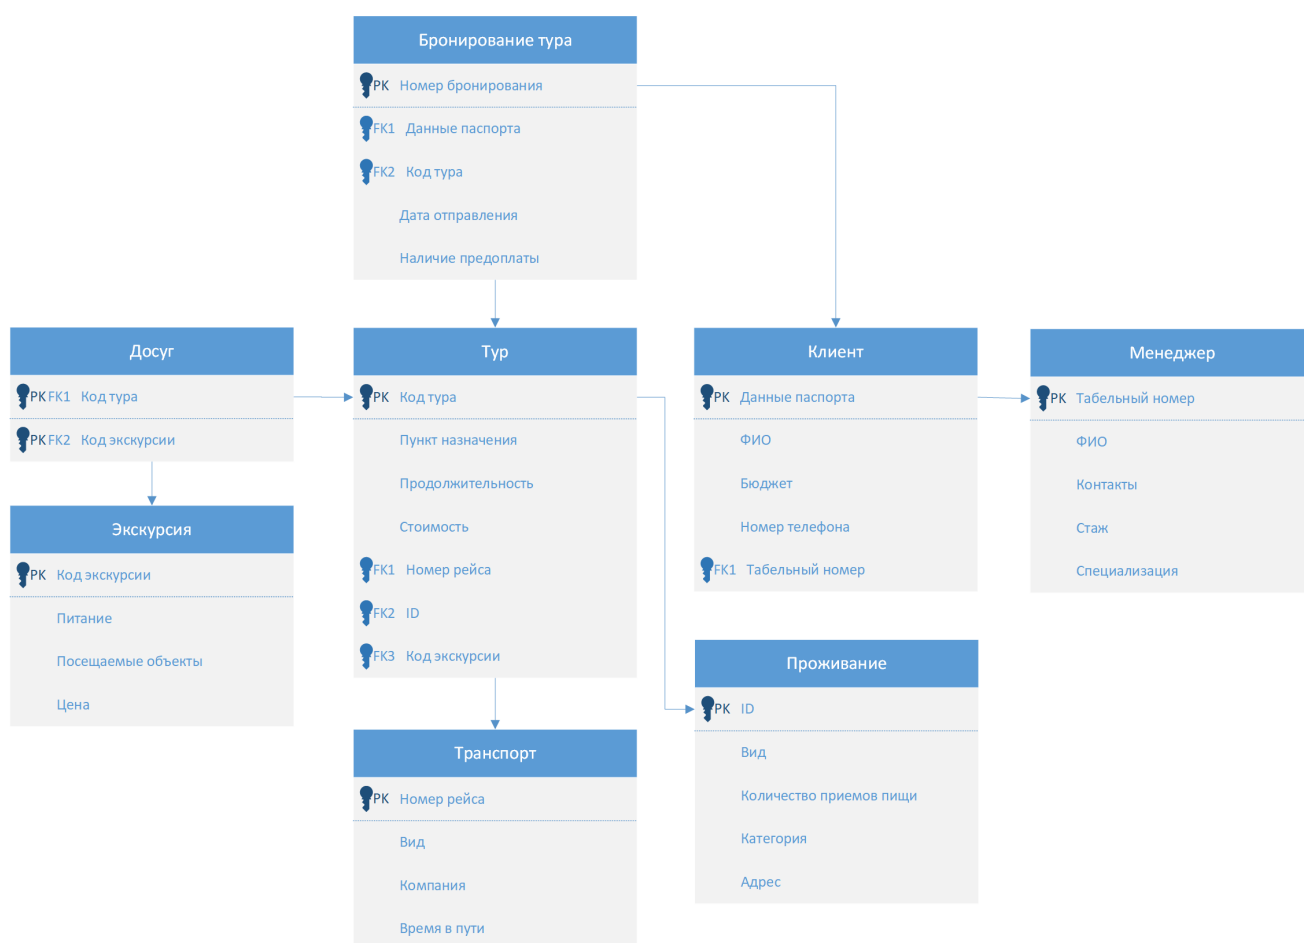 Бронирование тура
PK Номер бронирования
FK1 Данные паспорта
FK2 Код тура
Дата отправления
Наличие предоплаты
Досуг
PK FK1 Код тура
PK FK2 Код экскурсии
Экскурсия
PK Код экскурсии
Питание
Посещаемые объекты
Цена
Тур
PK Код тура
Пункт назначения
Продолжительность
Стоимость
FK1 Номер рейса
FK2 ID
FK3 Код экскурсии
Транспорт
PK Номер рейса
Вид
Компания
Время в пути
Клиент
PK Данные паспорта
ФИО
Бюджет
Номер телефона
FK1 Табельный номер
Проживание
PK ID
Вид
Количество приемов пищи
Категория
Адрес
Менеджер
PK Табельный номер
ФИО
Контакты
Стаж
Специализация